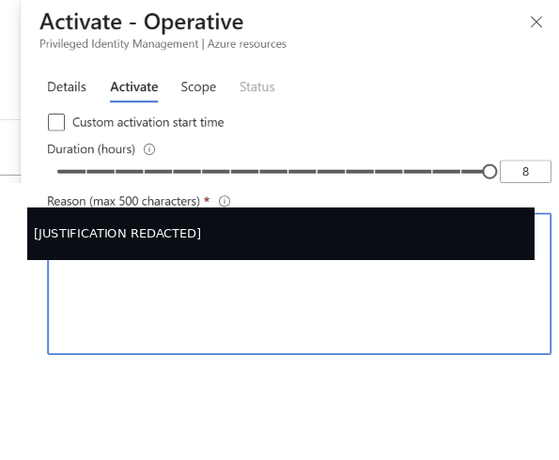 Activate - Operative
Privileged Identity Management | Azure resources
Details Activate Scope Status
Custom activation start time
Duration (hours)
8
Reason (max 500 characters) *
[JUSTIFICATION REDACTED]